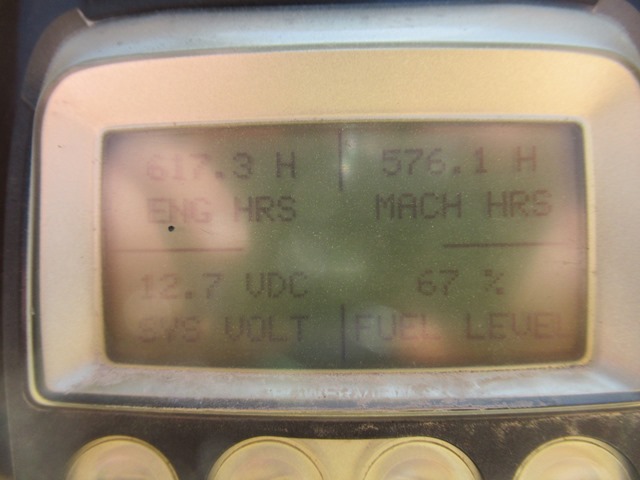 617.3 H 576.1 H
ENG HRS MACH HRS
12.7 VDC 67 %
SYS VOLT FUEL LEVEL